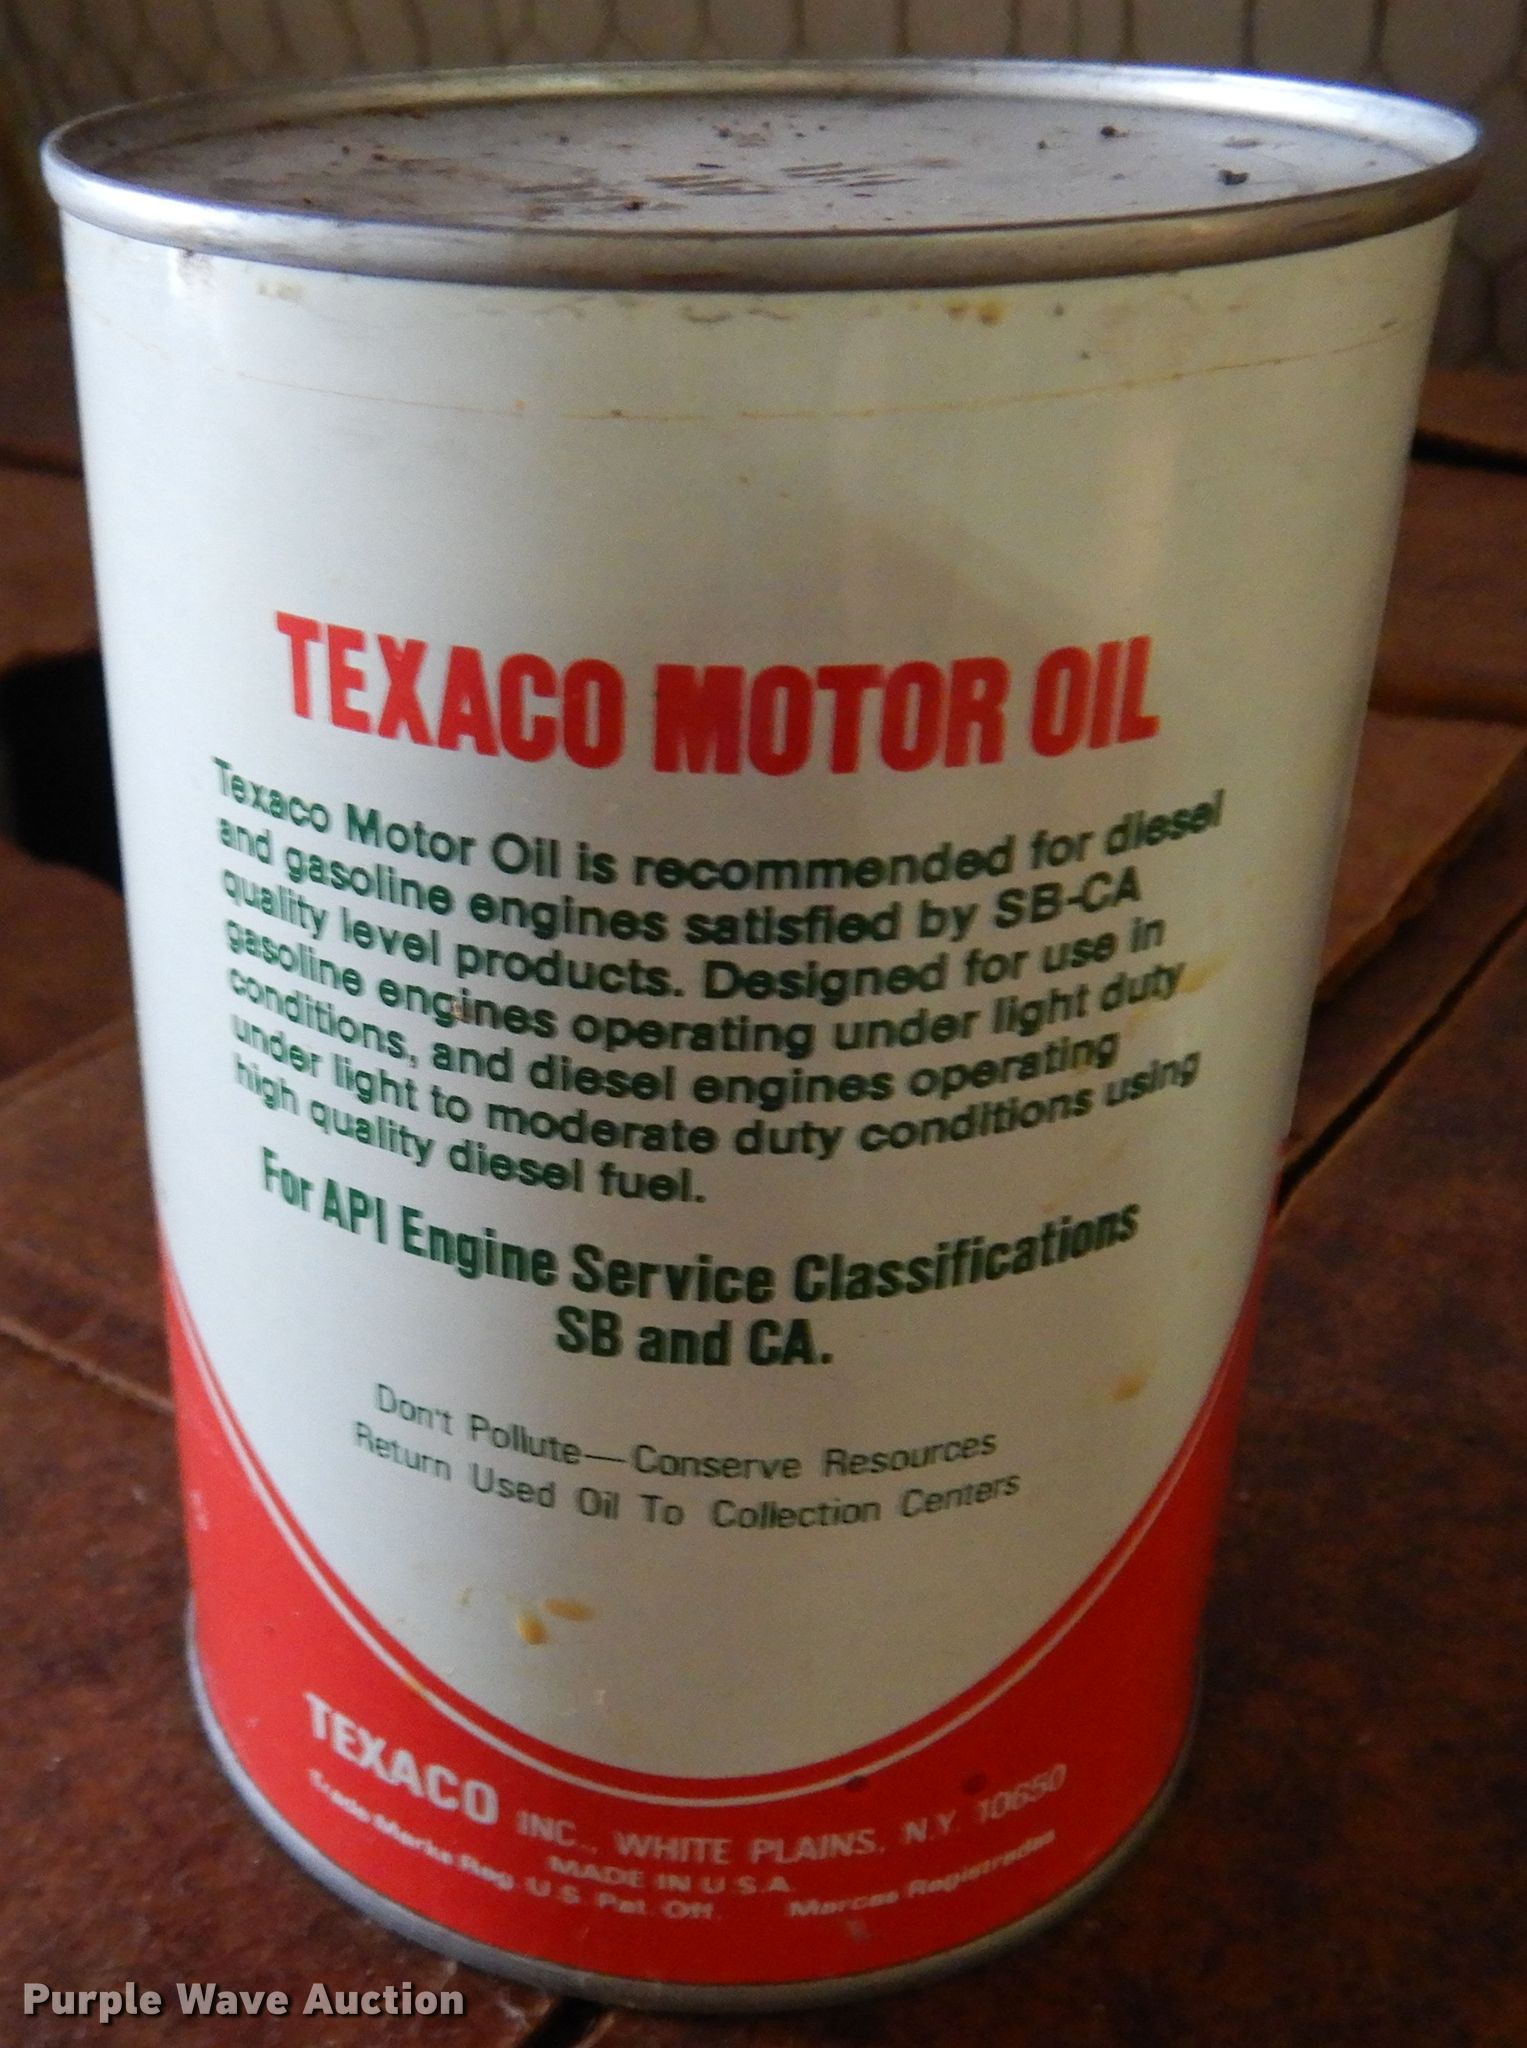 TEXACO MOTOR OIL
Texaco Motor Oil is recommended for diesel
and gasoline engines satisfied by SB-CA
quality level products. Designed for use in
gasoline engines operating under light duty
conditions, and diesel engines operating
under light to moderate duty conditions using
high quality diesel fuel.
For API Engine Service Classifications
SB and CA.
Don't Pollute—Conserve Resources
Return Used Oil To Collection Centers
TEXACO INC., WHITE PLAINS, N.Y. 10650
MADE IN U.S.A.
Trade Marks Reg. U.S. Pat. Off. Marcas Registradas
Purple Wave Auction